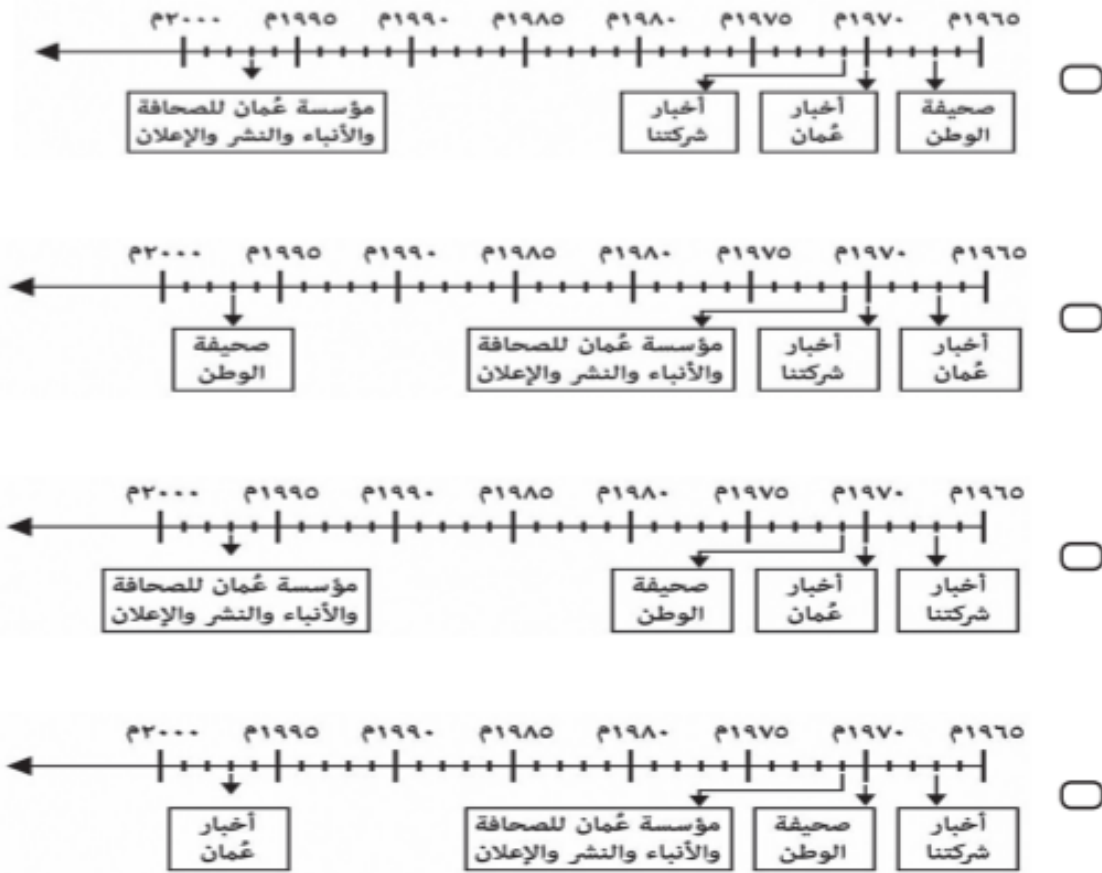 ١٩٦٥م ١٩٧٠م ١٩٧٥م ١٩٨٠م ١٩٨٥م ١٩٩٠م ١٩٩٥م ٢٠٠٠م
صحيفة الوطن
أخبار عُمان
أخبار شركتنا
مؤسسة عُمان للصحافة
والأنباء والنشر والإعلان
١٩٦٥م ١٩٧٠م ١٩٧٥م ١٩٨٠م ١٩٨٥م ١٩٩٠م ١٩٩٥م ٢٠٠٠م
أخبار عُمان
أخبار شركتنا
مؤسسة عُمان للصحافة
والأنباء والنشر والإعلان
صحيفة الوطن
١٩٦٥م ١٩٧٠م ١٩٧٥م ١٩٨٠م ١٩٨٥م ١٩٩٠م ١٩٩٥م ٢٠٠٠م
أخبار شركتنا
أخبار عُمان
صحيفة الوطن
مؤسسة عُمان للصحافة
والأنباء والنشر والإعلان
١٩٦٥م ١٩٧٠م ١٩٧٥م ١٩٨٠م ١٩٨٥م ١٩٩٠م ١٩٩٥م ٢٠٠٠م
أخبار شركتنا
صحيفة الوطن
مؤسسة عُمان للصحافة
والأنباء والنشر والإعلان
أخبار عُمان